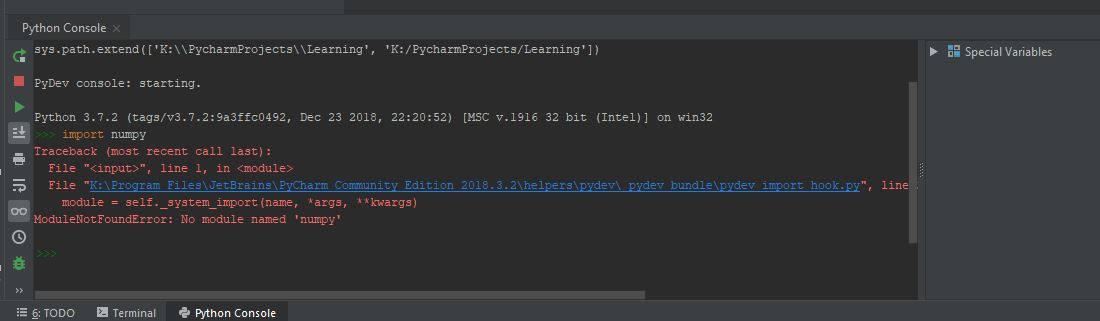 Python Console
sys.path.extend(['K:\\PycharmProjects\\Learning', 'K:/PycharmProjects/Learning'])
PyDev console: starting.
Python 3.7.2 (tags/v3.7.2:9a3ffc0492, Dec 23 2018, 22:20:52) [MSC v.1916 32 bit (Intel)] on win32
>>> import numpy
Traceback (most recent call last):
  File "<input>", line 1, in <module>
  File "K:\Program Files\JetBrains\PyCharm Community Edition 2018.3.2\helpers\pydev\_pydev_bundle\pydev_import_hook.py", line
    module = self._system_import(name, *args, **kwargs)
ModuleNotFoundError: No module named 'numpy'
>>>
Special Variables
6: TODO Terminal Python Console